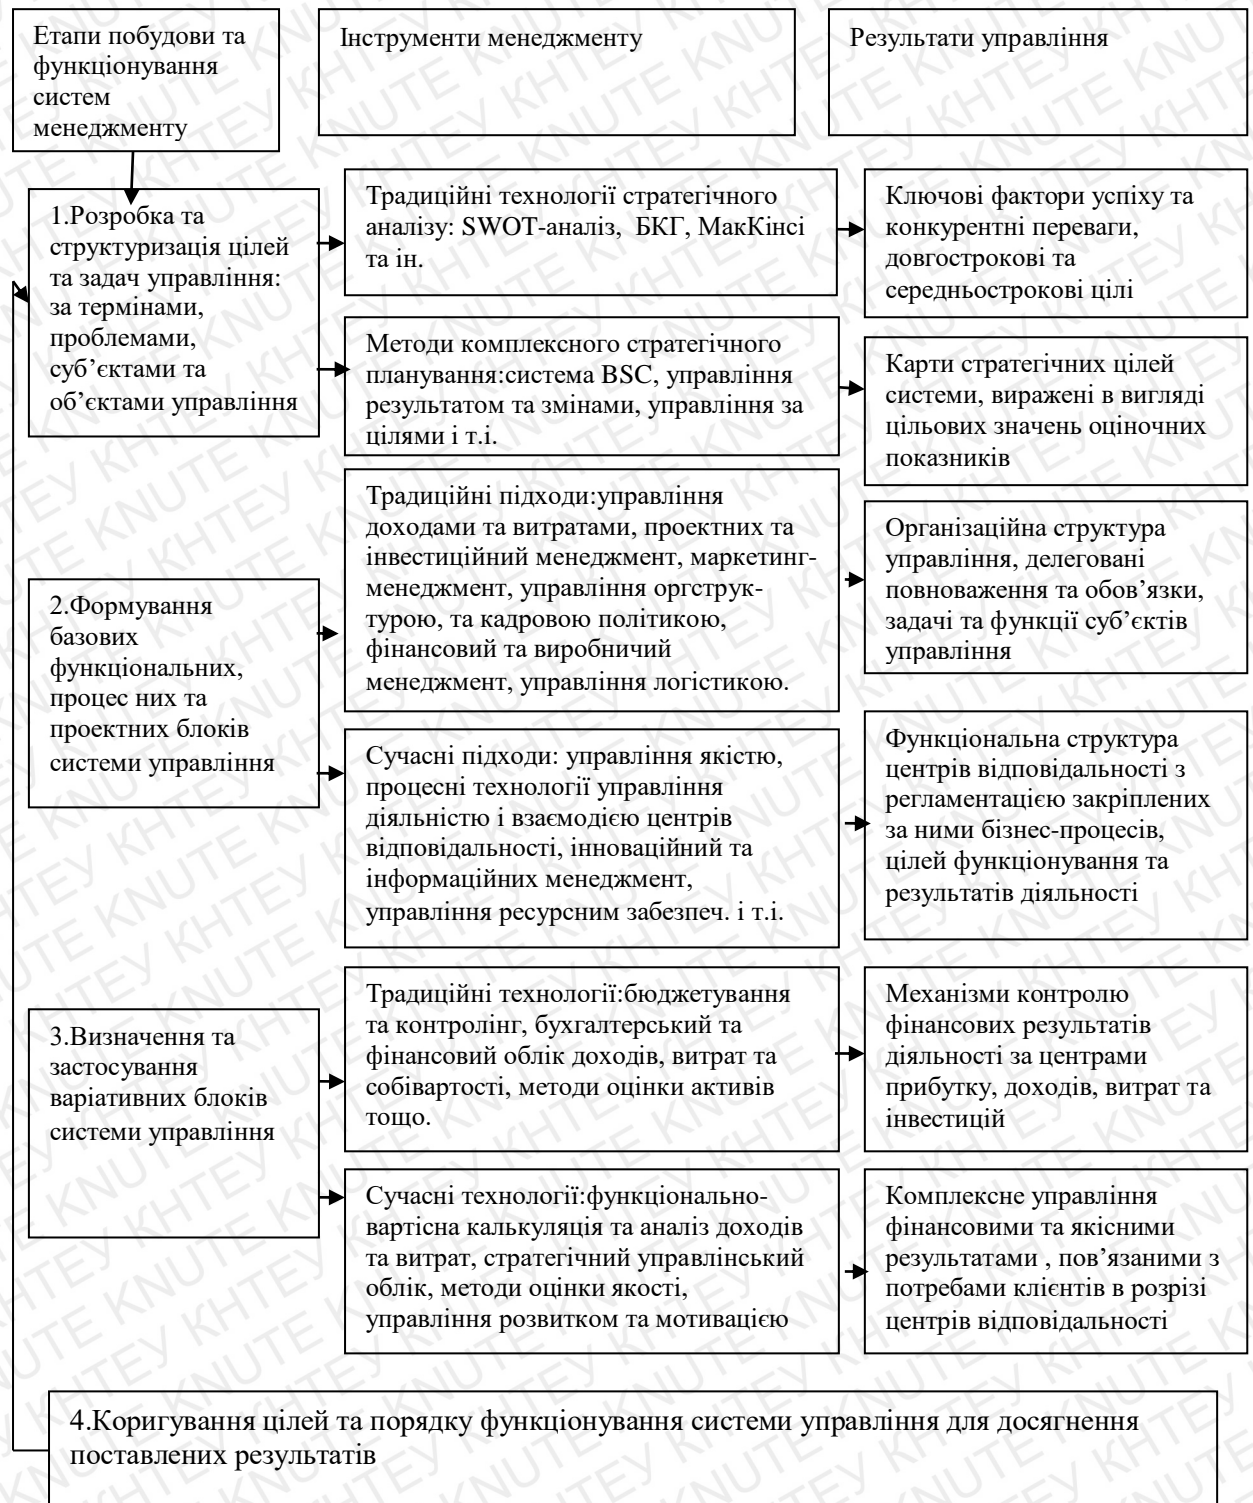 Етапи побудови та
функціонування
систем
менеджменту
Інструменти менеджменту
Результати управління
1.Розробка та
структуризація цілей
та задач управління:
за термінами,
проблемами,
суб’єктами та
об’єктами управління
Традиційні технології стратегічного
аналізу: SWOT-аналіз, БКГ, МакКінсі
та ін.
Ключові фактори успіху та
конкурентні переваги,
довгострокові та
середньострокові цілі
Методи комплексного стратегічного
планування:система BSC, управління
результатом та змінами, управління за
цілями і т.і.
Карти стратегічних цілей
системи, виражені в вигляді
цільових значень оціночних
показників
2.Формування
базових
функціональних,
процес них та
проектних блоків
системи управління
Традиційні підходи:управління
доходами та витратами, проектних та
інвестиційний менеджмент, маркетинг-
менеджмент, управління оргструк-
турою, та кадровою політикою,
фінансовий та виробничий
менеджмент, управління логістикою.
Організаційна структура
управління, делеговані
повноваження та обов’язки,
задачі та функції суб’єктів
управління
Сучасні підходи: управління якістю,
процесні технології управління
діяльністю і взаємодією центрів
відповідальності, інноваційний та
інформаційних менеджмент,
управління ресурсним забезпеч. і т.і.
Функціональна структура
центрів відповідальності з
регламентацією закріплених
за ними бізнес-процесів,
цілей функціонування та
результатів діяльності
3.Визначення та
застосування
варіативних блоків
системи управління
Традиційні технології:бюджетування
та контролінг, бухгалтерський та
фінансовий облік доходів, витрат та
собівартості, методи оцінки активів
тощо.
Механізми контролю
фінансових результатів
діяльності за центрами
прибутку, доходів, витрат та
інвестицій
Сучасні технології:функціонально-
вартісна калькуляція та аналіз доходів
та витрат, стратегічний управлінський
облік, методи оцінки якості,
управління розвитком та мотивацією
Комплексне управління
фінансовими та якісними
результатами , пов’язаними з
потребами клієнтів в розрізі
центрів відповідальності
4.Коригування цілей та порядку функціонування системи управління для досягнення
поставлених результатів